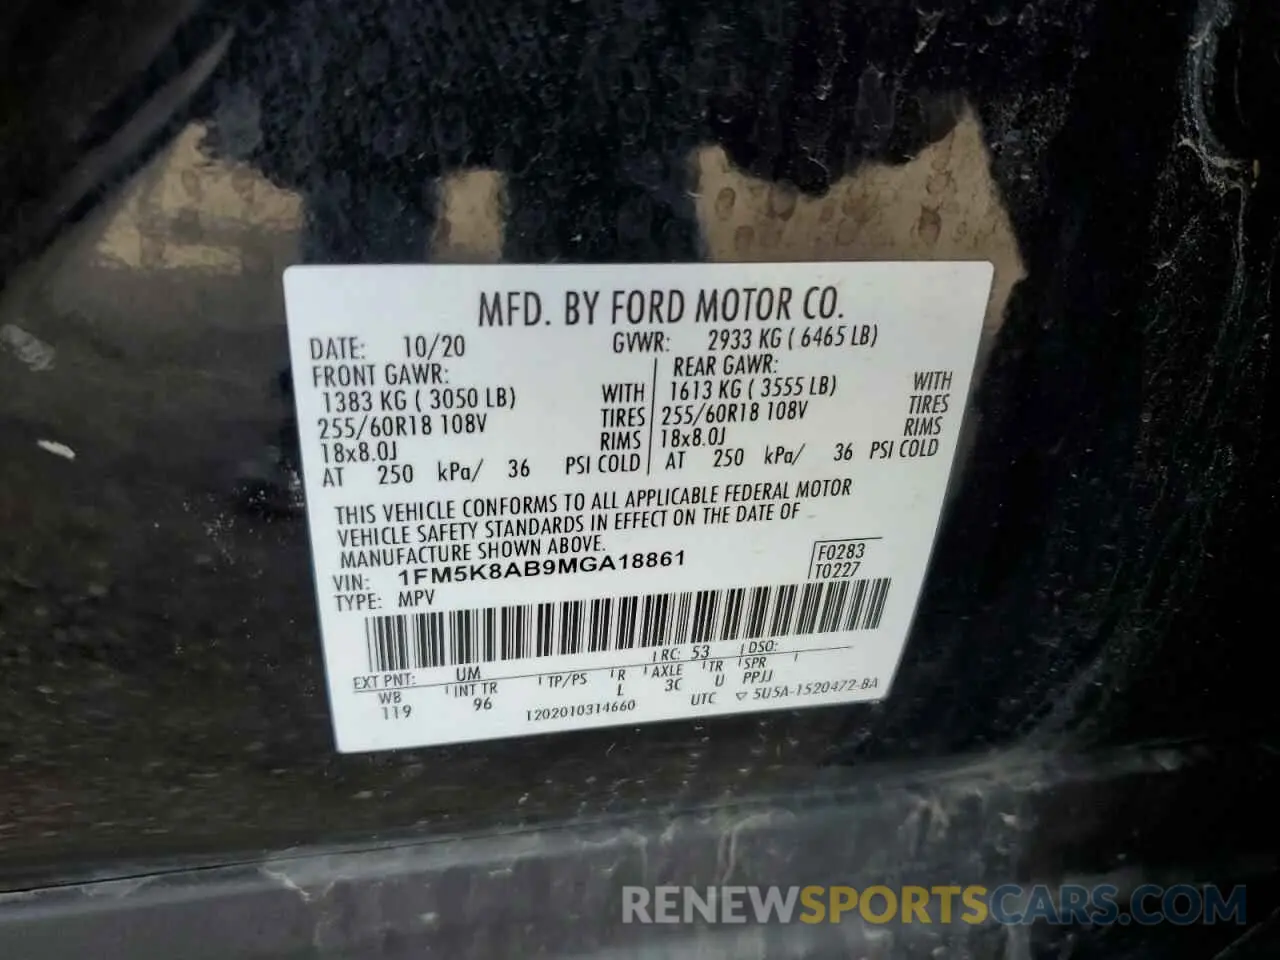 MFD. BY FORD MOTOR CO.
DATE: 10/20 GVWR: 2933 KG ( 6465 LB)
FRONT GAWR: REAR GAWR:
1383 KG ( 3050 LB) WITH 1613 KG ( 3555 LB) WITH
255/60R18 108V TIRES 255/60R18 108V TIRES
18x8.0J RIMS 18x8.0J RIMS
AT 250 kPa/ 36 PSI COLD AT 250 kPa/ 36 PSI COLD
THIS VEHICLE CONFORMS TO ALL APPLICABLE FEDERAL MOTOR
VEHICLE SAFETY STANDARDS IN EFFECT ON THE DATE OF
MANUFACTURE SHOWN ABOVE.
VIN: 1FM5K8AB9MGA18861 F0283
TYPE: MPV T0227
EXT PNT: UM RC: 53 DSO:
WB INT TR TP/PS R AXLE TR SPR
119 96 L 3C U PPJJ
1202010314660 UTC ▽ 5U5A-1520472-BA
RENEWSPORTSCARS.COM